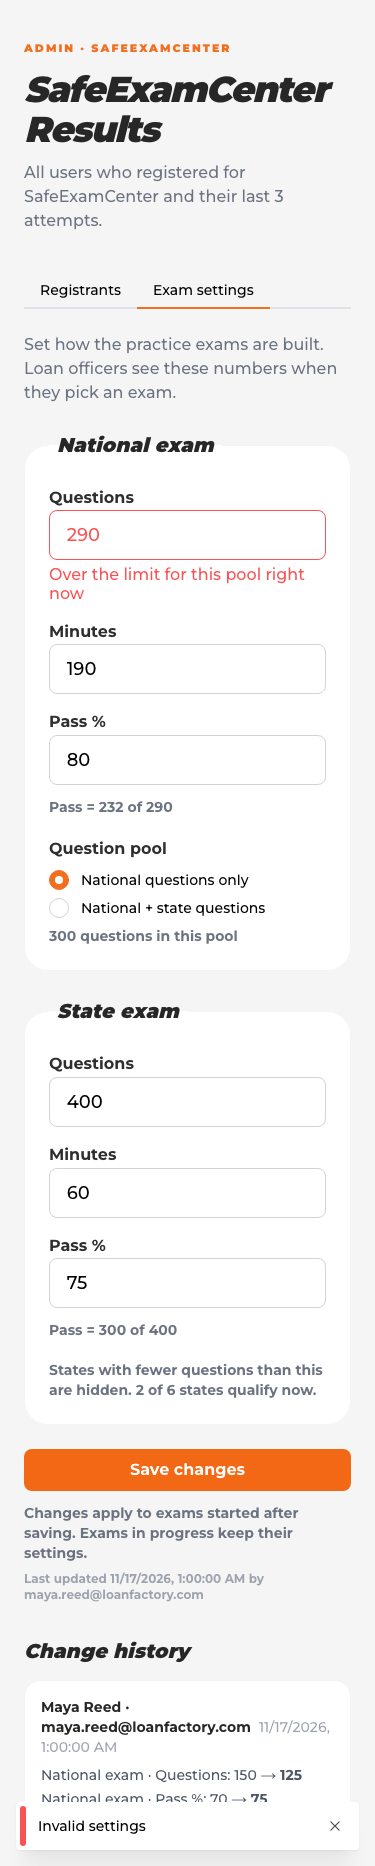 ADMIN · SAFEEXAMCENTER
SafeExamCenter
Results
All users who registered for
SafeExamCenter and their last 3
attempts.
Registrants
Exam settings
Set how the practice exams are built.
Loan officers see these numbers when
they pick an exam.
National exam
Questions
290
Over the limit for this pool right
now
Minutes
190
Pass %
80
Pass = 232 of 290
Question pool
National questions only
National + state questions
300 questions in this pool
State exam
Questions
400
Minutes
60
Pass %
75
Pass = 300 of 400
States with fewer questions than this
are hidden. 2 of 6 states qualify now.
Save changes
Changes apply to exams started after
saving. Exams in progress keep their
settings.
Last updated 11/17/2026, 1:00:00 AM by
maya.reed@loanfactory.com
Change history
Maya Reed ·
maya.reed@loanfactory.com 11/17/2026,
1:00:00 AM
National exam · Questions: 150 → 125
National exam · Pass %: 70 → 75
Invalid settings